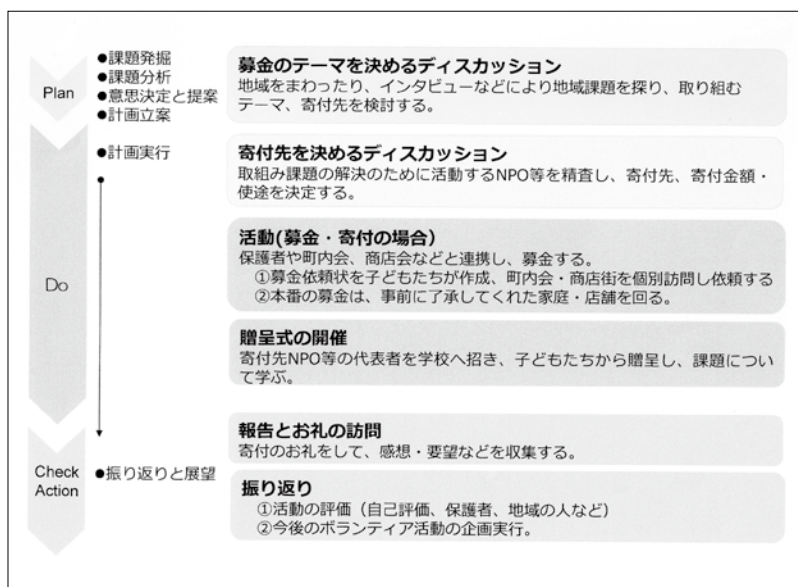 Plan
●課題発掘
●課題分析
●意思決定と提案
●計画立案
募金のテーマを決めるディスカッション
地域をまわったり、インタビューなどにより地域課題を探り、取り組む
テーマ、寄付先を検討する。
Do
●計画実行
寄付先を決めるディスカッション
取組み課題の解決のために活動するNPO等を精査し、寄付先、寄付金額・
使途を決定する。
活動(募金・寄付の場合)
保護者や町内会、商店会などと連携し、募金する。
①募金依頼状を子どもたちが作成、町内会・商店街を個別訪問し依頼する
②本番の募金は、事前に了承してくれた家庭・店舗を回る。
贈呈式の開催
寄付先NPO等の代表者を学校へ招き、子どもたちから贈呈し、課題につい
て学ぶ。
Check
Action
●振り返りと展望
報告とお礼の訪問
寄付のお礼をして、感想・要望などを収集する。
振り返り
①活動の評価（自己評価、保護者、地域の人など）
②今後のボランティア活動の企画実行。